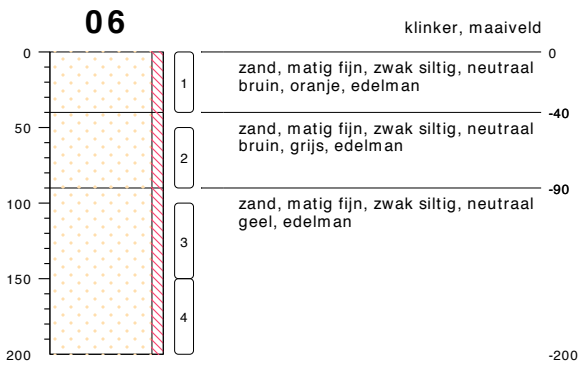 06
klinker, maaiveld
0
0
1
zand, matig fijn, zwak siltig, neutraal
bruin, oranje, edelman
-40
50
2
zand, matig fijn, zwak siltig, neutraal
bruin, grijs, edelman
-90
100
3
zand, matig fijn, zwak siltig, neutraal
geel, edelman
150
4
200
-200